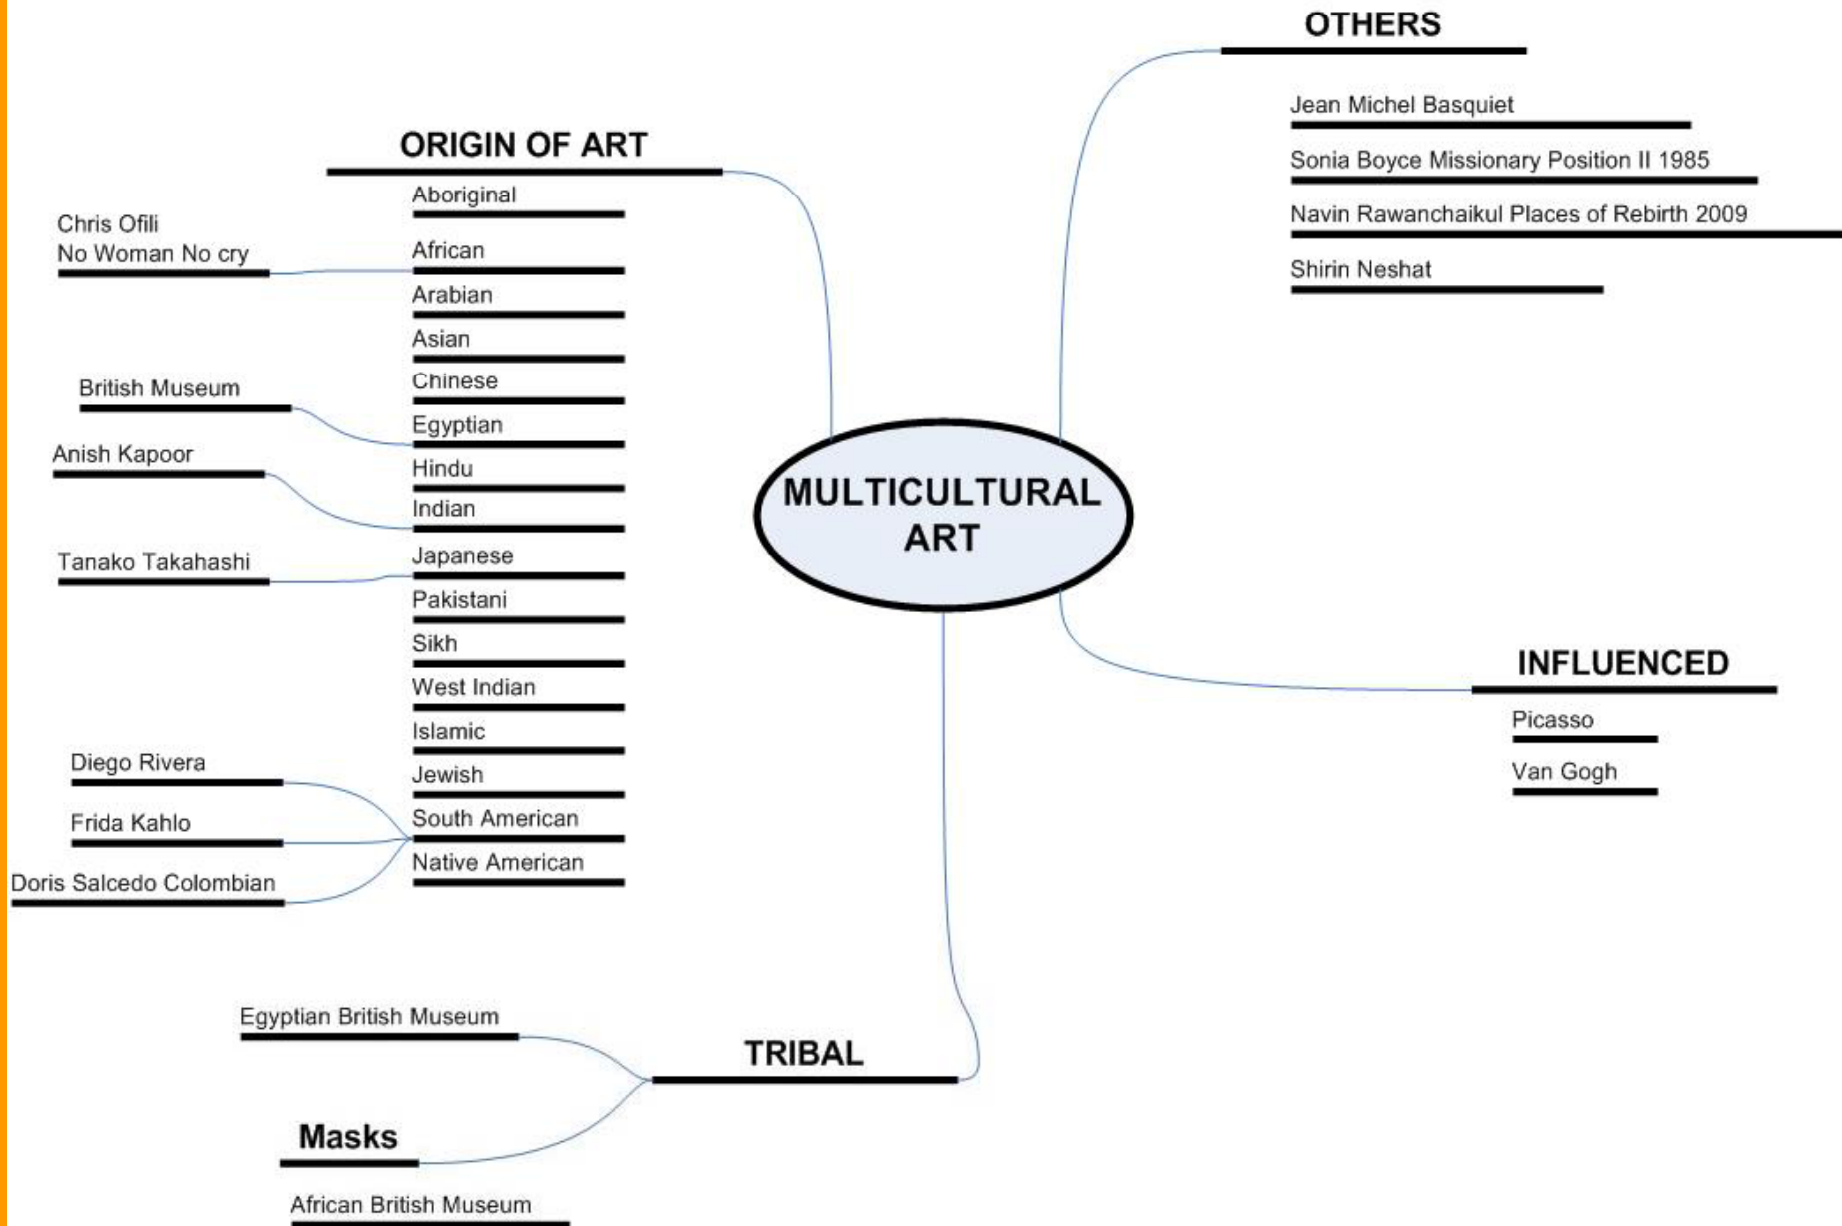 OTHERS
Jean Michel Basquiet
Sonia Boyce Missionary Position II 1985
Navin Rawanchaikul Places of Rebirth 2009
Shirin Neshat
ORIGIN OF ART
Aboriginal
Chris Ofili
No Woman No cry
African
Arabian
Asian
Chinese
British Museum
Egyptian
Anish Kapoor
Hindu
Indian
Tanako Takahashi
Japanese
Pakistani
Sikh
West Indian
Islamic
Jewish
Diego Rivera
Frida Kahlo
Doris Salcedo Colombian
South American
Native American
MULTICULTURAL
ART
INFLUENCED
Picasso
Van Gogh
TRIBAL
Egyptian British Museum
Masks
African British Museum